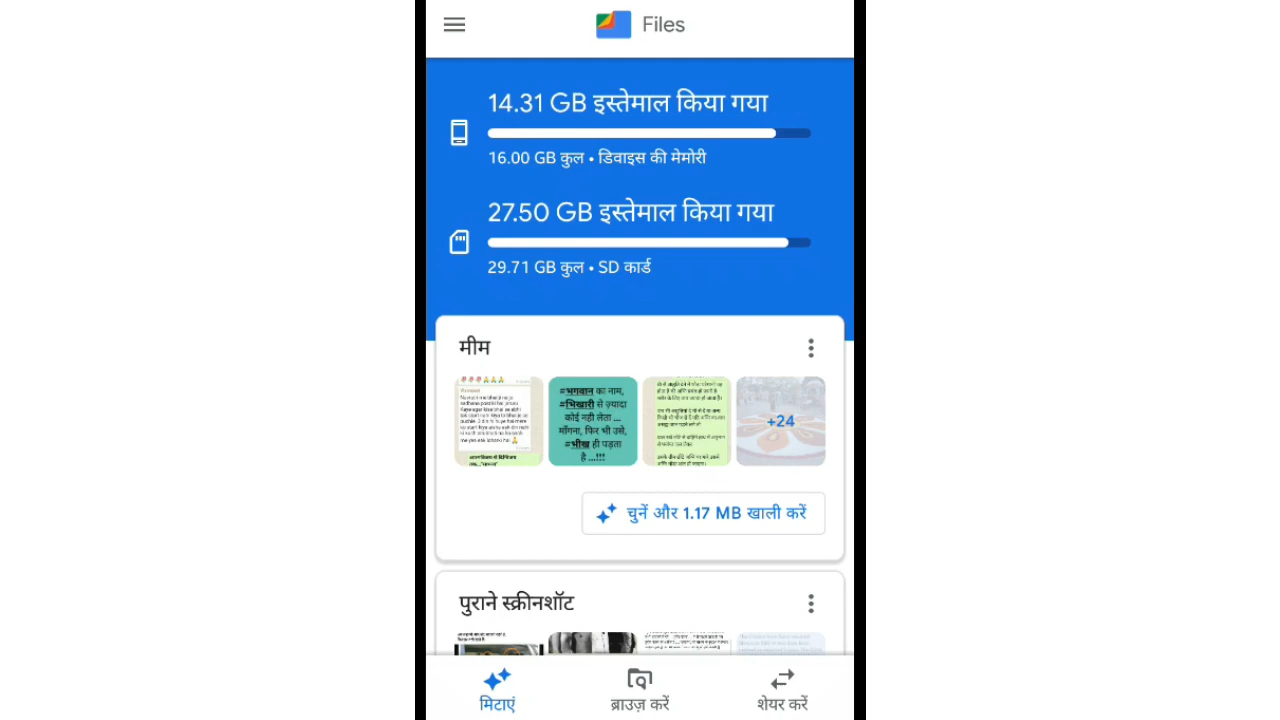 Files
14.31 GB इस्तेमाल किया गया
16.00 GB कुल • डिवाइस की मेमोरी
27.50 GB इस्तेमाल किया गया
29.71 GB कुल • SD कार्ड
मीम
#भगवान का नाम,
#भिखारी से ज़्यादा
कोई नही लेता ...
माँगना, फिर भी उसे,
#भीख ही पड़ता
है ...!!!
+24
चुनें और 1.17 MB खाली करें
पुराने स्क्रीनशॉट
मिटाएं
ब्राउज़ करें
शेयर करें